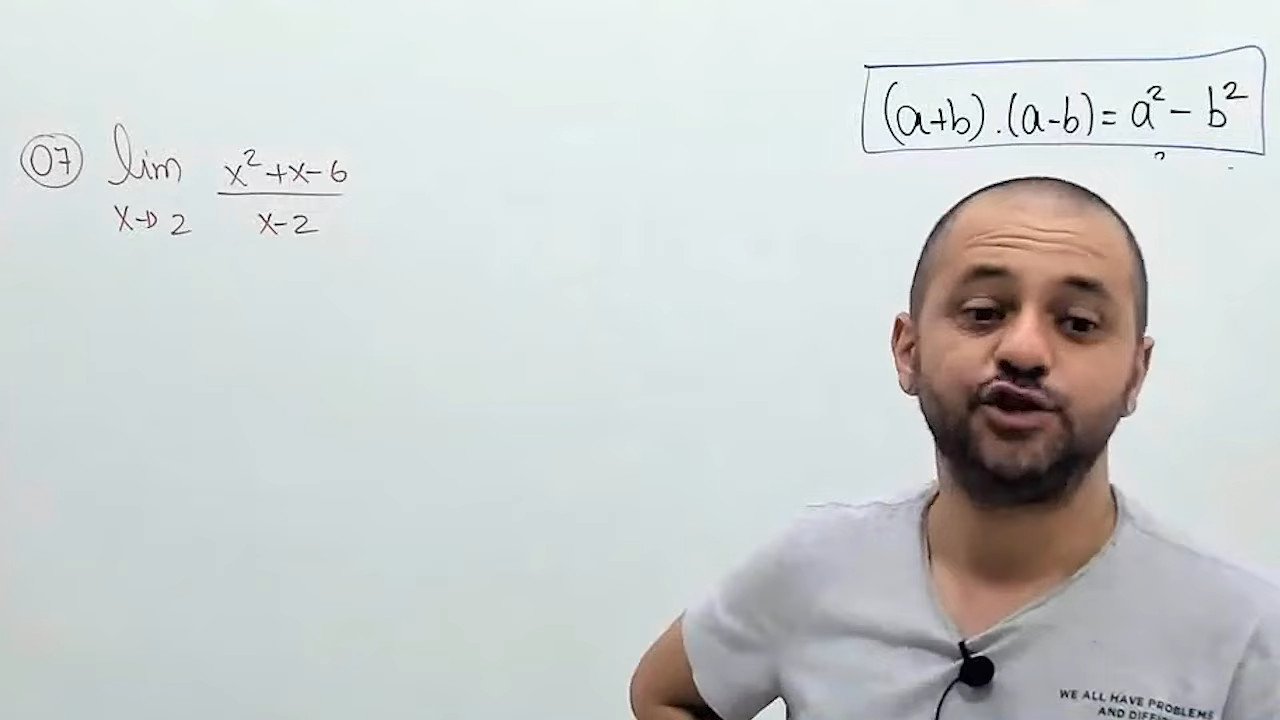 (a+b).(a-b)=a²-b²
07 lim x→2 x²+x-6 / x-2
WE ALL HAVE PROBLEMS
AND